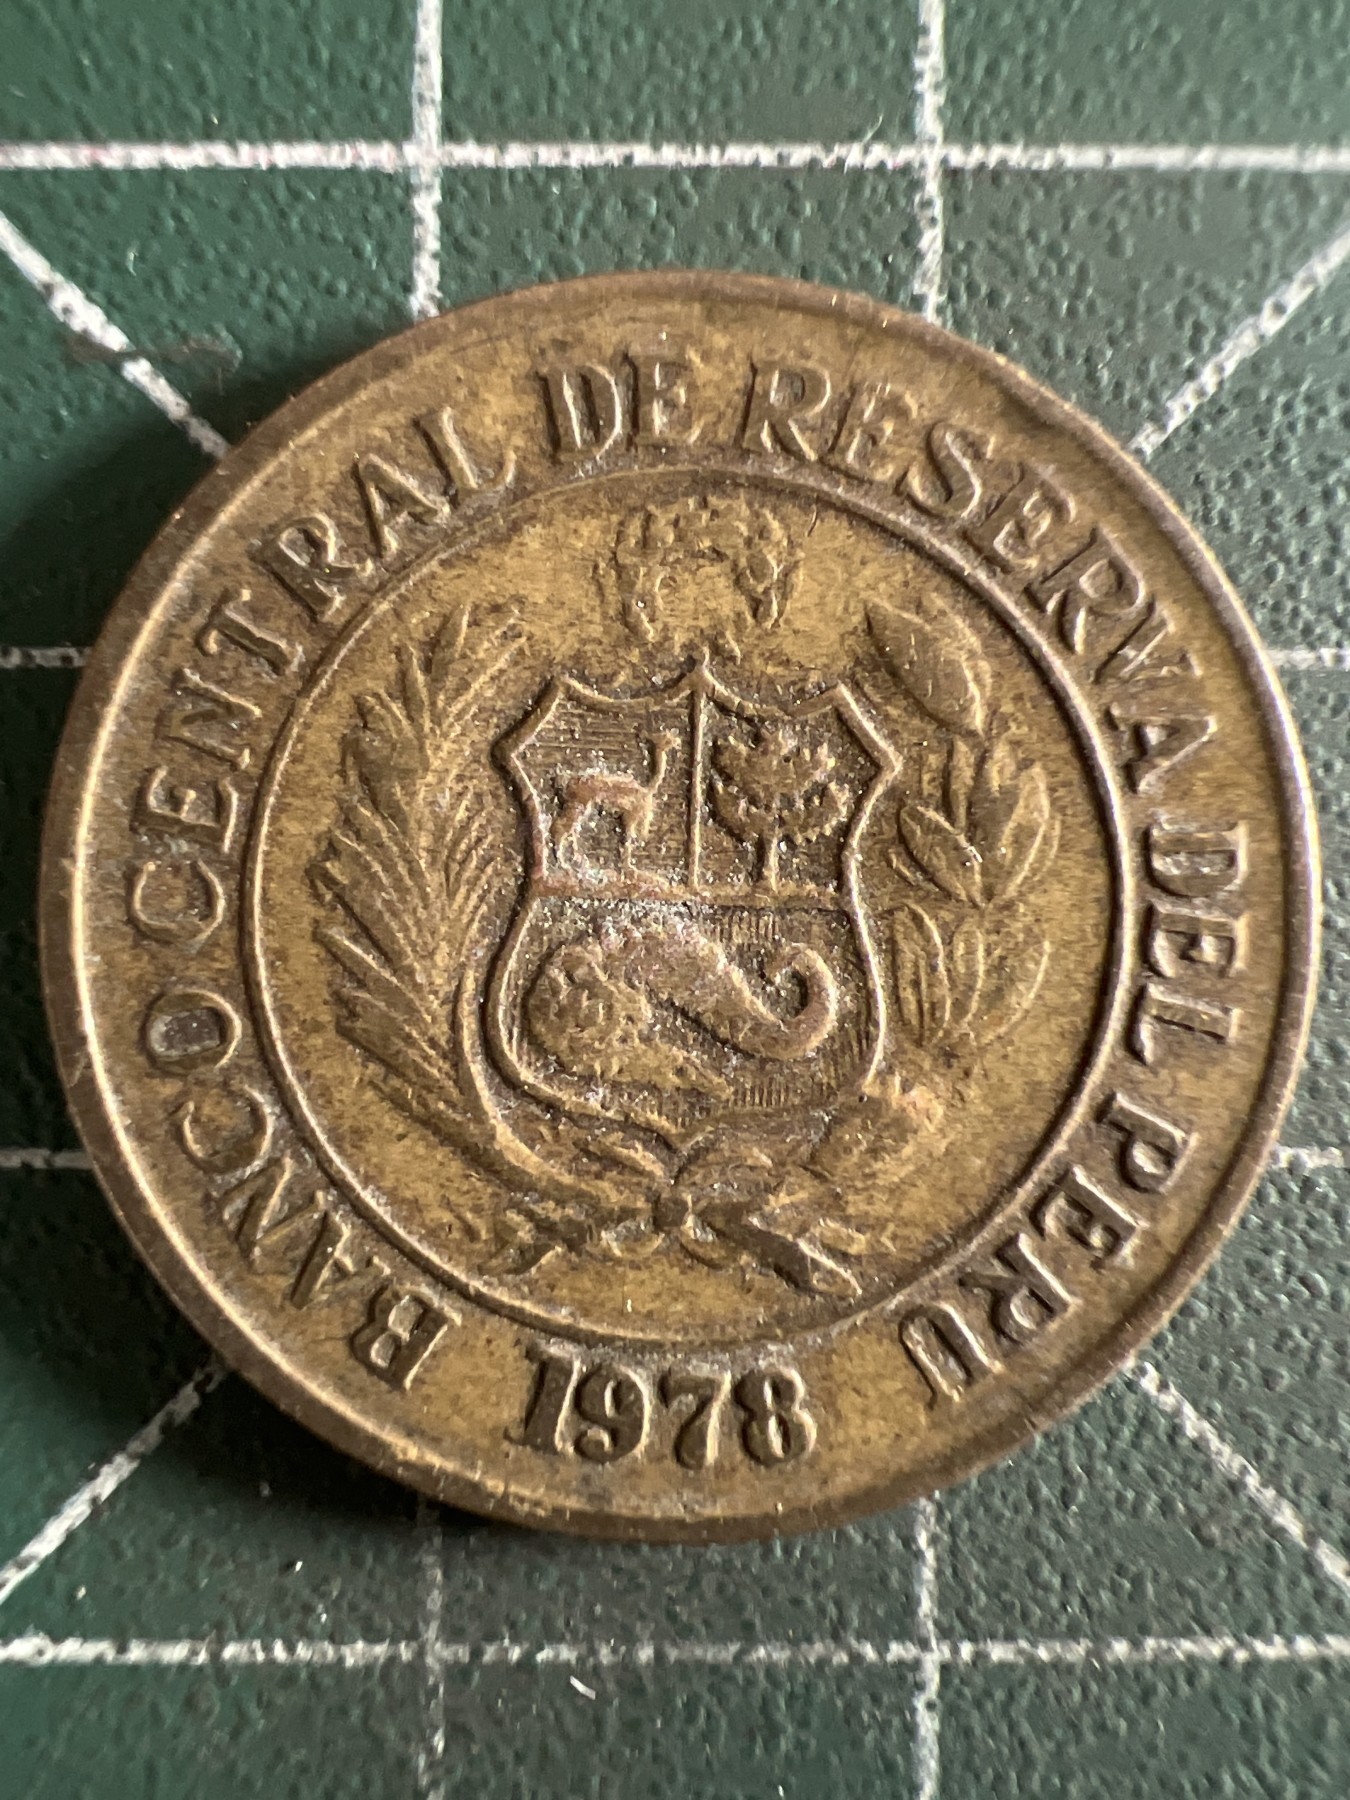 BANCO CENTRAL DE RESERVA DEL PERU
1978